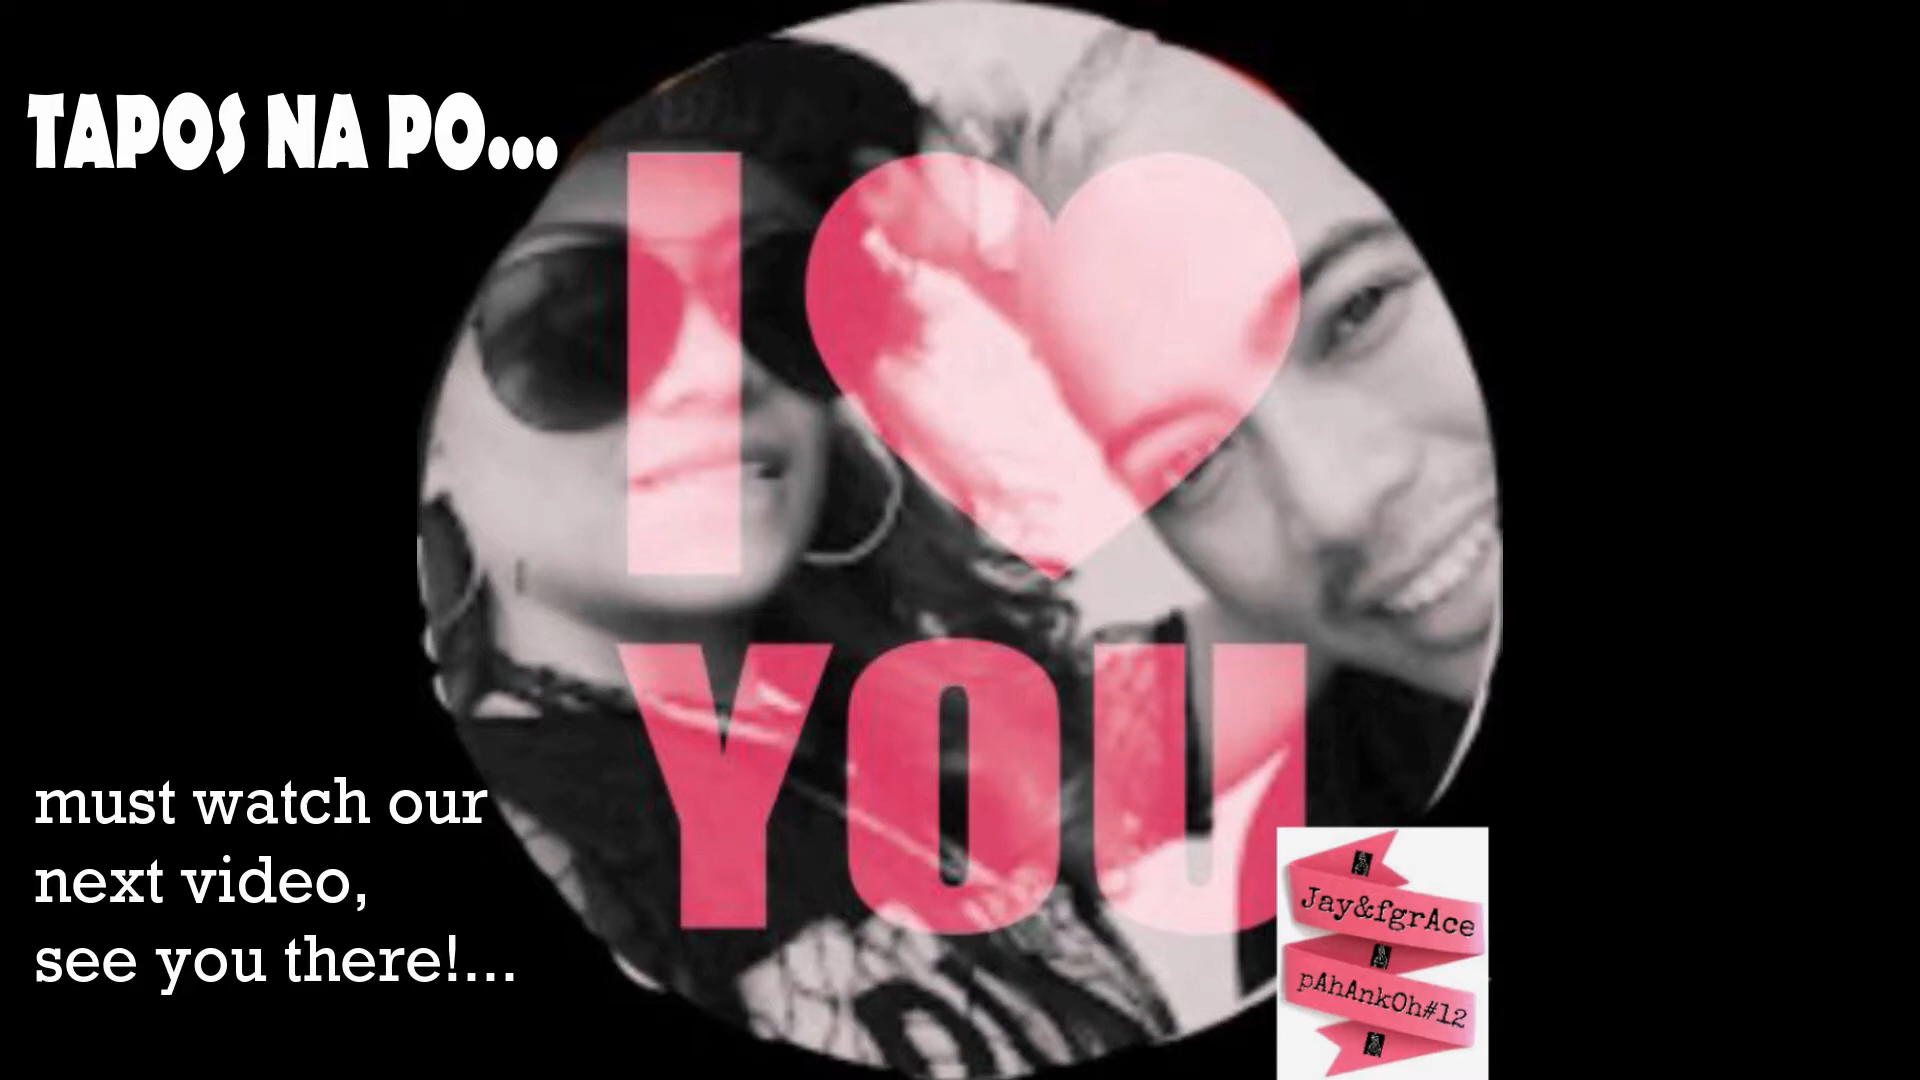 TAPOS NA PO...
I
YOU
must watch our
next video,
see you there!...
Jay&fgrAce
pAhAnkOh#12